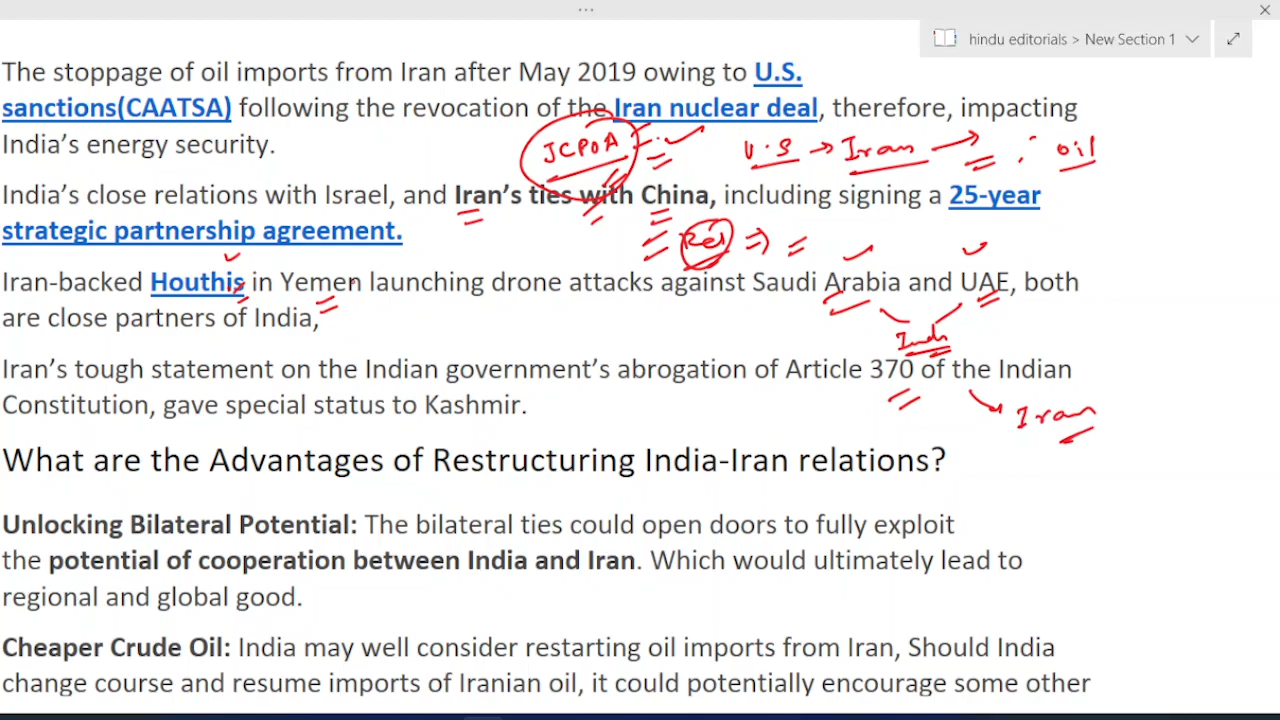 hindu editorials > New Section 1
The stoppage of oil imports from Iran after May 2019 owing to U.S.
sanctions(CAATSA) following the revocation of the Iran nuclear deal, therefore, impacting
India’s energy security.
JCPOA
U.S → Iran → ∴ oil
India’s close relations with Israel, and Iran’s ties with China, including signing a 25-year
strategic partnership agreement.
Rel ⇒
Iran-backed Houthis in Yemen launching drone attacks against Saudi Arabia and UAE, both
are close partners of India,
India
Iran’s tough statement on the Indian government’s abrogation of Article 370 of the Indian
Constitution, gave special status to Kashmir.
Iran
What are the Advantages of Restructuring India-Iran relations?
Unlocking Bilateral Potential: The bilateral ties could open doors to fully exploit
the potential of cooperation between India and Iran. Which would ultimately lead to
regional and global good.
Cheaper Crude Oil: India may well consider restarting oil imports from Iran, Should India
change course and resume imports of Iranian oil, it could potentially encourage some other